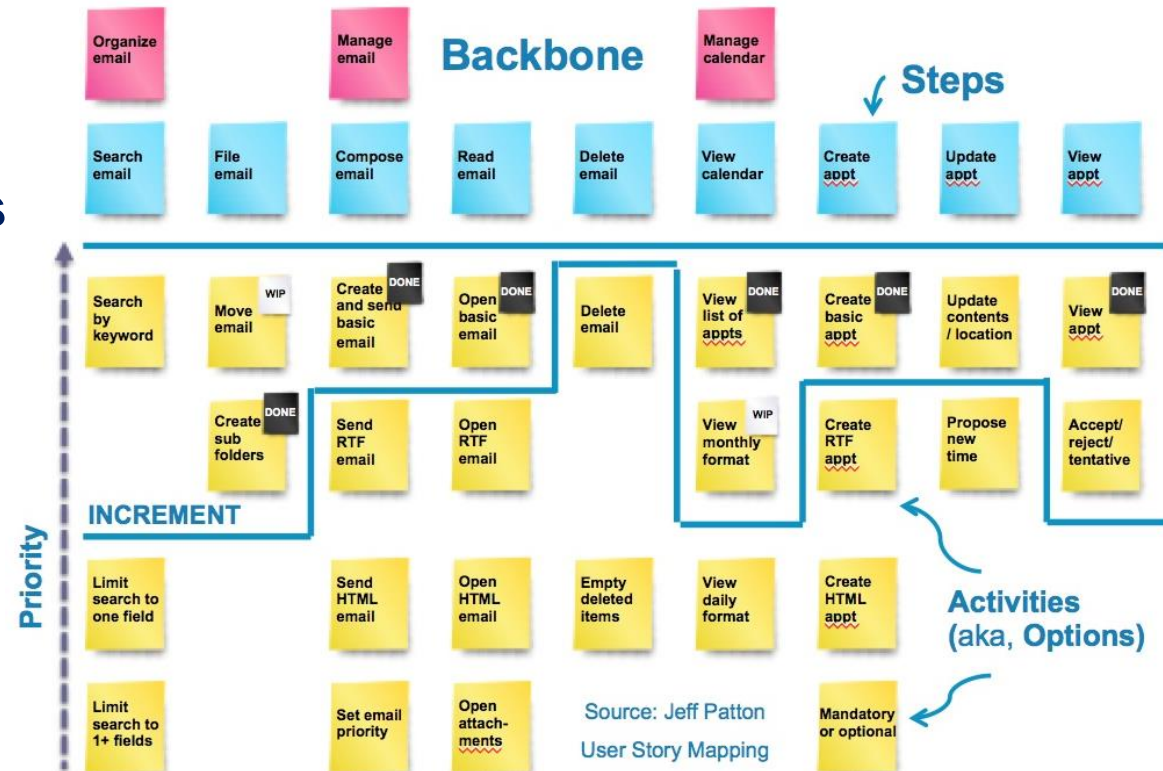 Organize
email
Manage
email
Backbone
Manage
calendar
Steps
Search
email
File
email
Compose
email
Read
email
Delete
email
View
calendar
Create
appt
Update
appt
View
appt
s
Search
by
keyword
Move
email
WIP
Create
and send
basic
email
DONE
Open
basic
email
DONE
Delete
email
View
list of
appts
DONE
Create
basic
appt
DONE
Update
contents
/ location
View
appt
DONE
Create
sub
folders
DONE
Send
RTF
email
Open
RTF
email
View
monthly
format
WIP
Create
RTF
appt
Propose
new
time
Accept/
reject/
tentative
INCREMENT
Priority
Limit
search to
one field
Send
HTML
email
Open
HTML
email
Empty
deleted
items
View
daily
format
Create
HTML
appt
Activities
(aka, Options)
Limit
search to
1+ fields
Set email
priority
Open
attach-
ments
Source: Jeff Patton
User Story Mapping
Mandatory
or optional